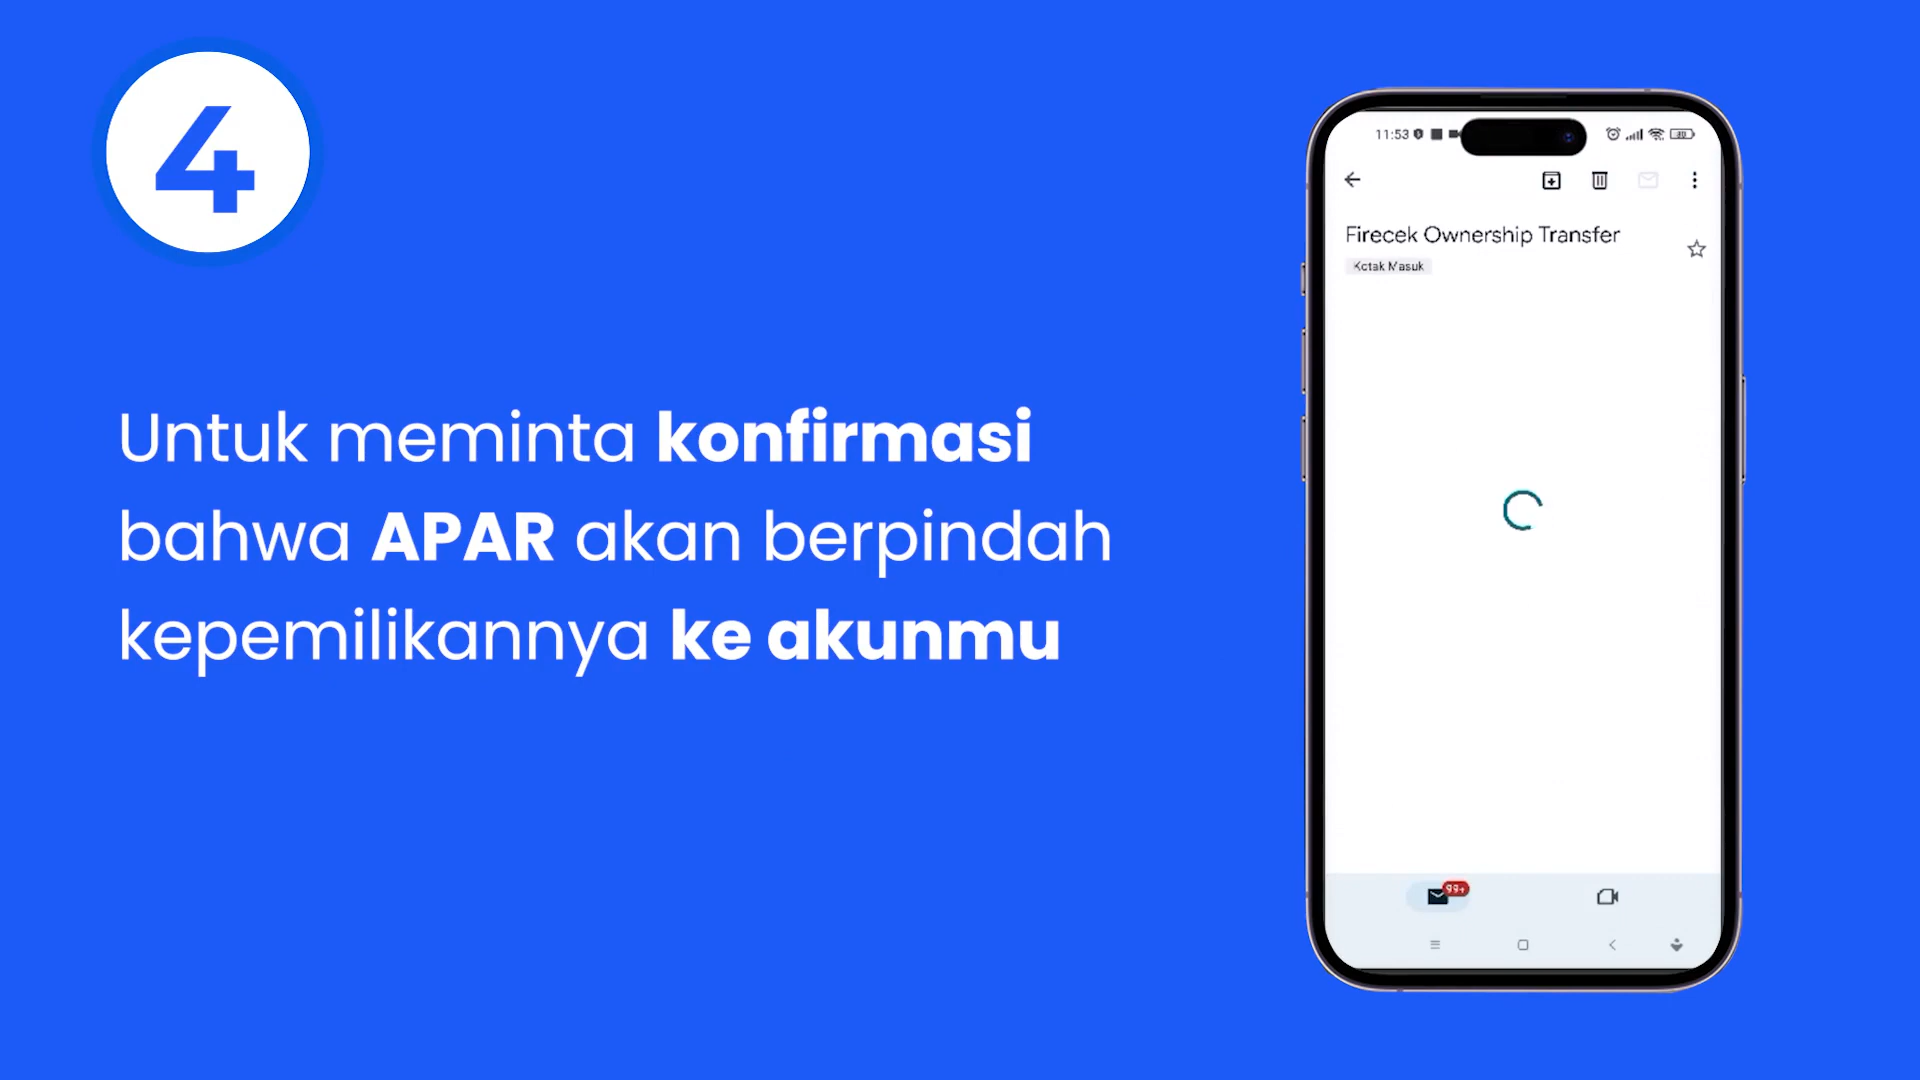 4
Untuk meminta konfirmasi
bahwa APAR akan berpindah
kepemilikannya ke akunmu
11:53
Firecek Ownership Transfer
Kotak Masuk
99+